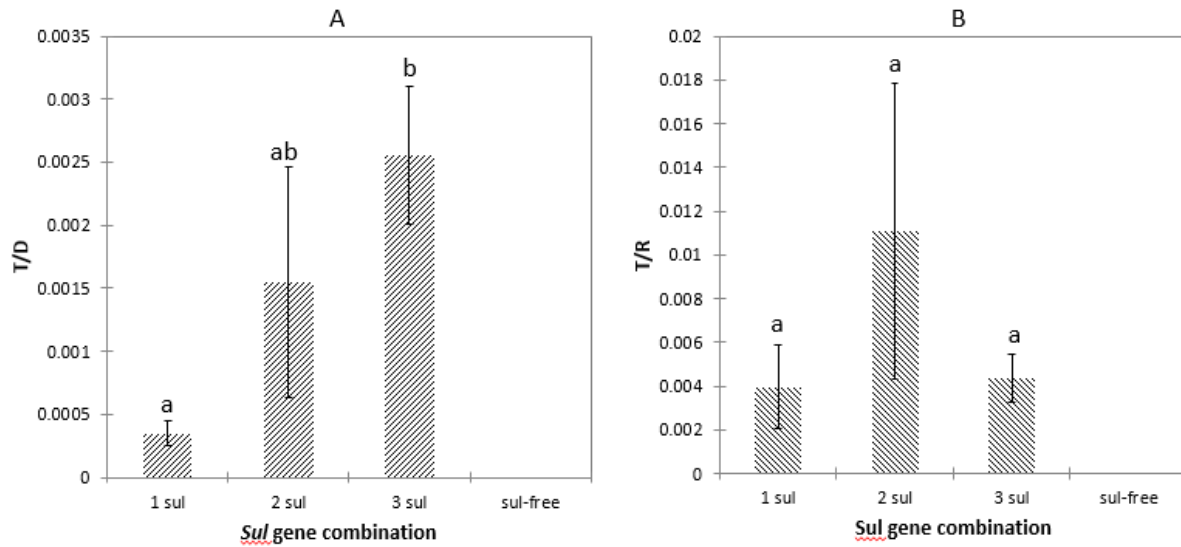 A
0.0035
0.003
0.0025
0.002
0.0015
0.001
0.0005
0
T/D
a
ab
b
1 sul
2 sul
3 sul
sul-free
Sul gene combination
B
0.02
0.018
0.016
0.014
0.012
0.01
0.008
0.006
0.004
0.002
0
T/R
a
a
a
1 sul
2 sul
3 sul
sul-free
Sul gene combination